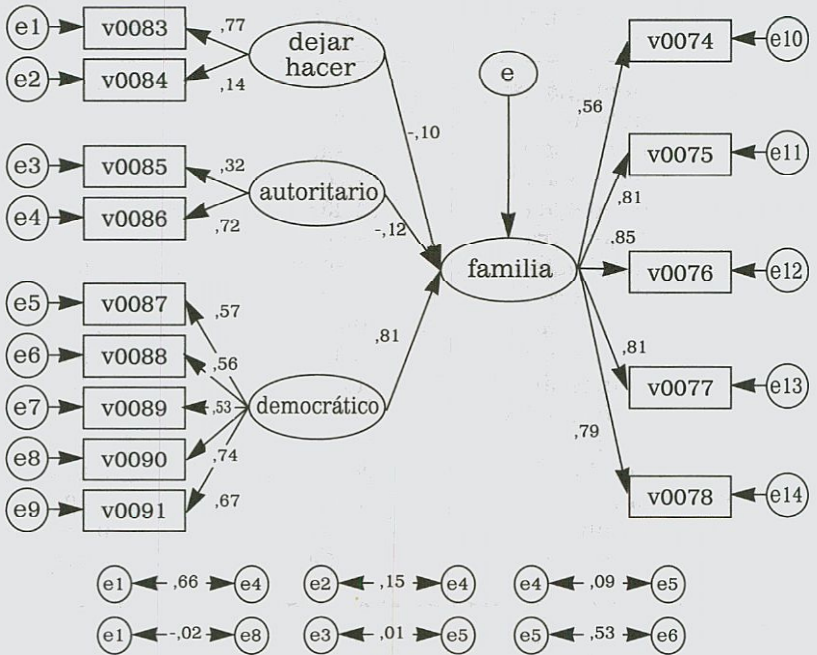 e1 v0083 ,77 dejar hacer
e2 v0084 ,14
e3 v0085 ,32 autoritario
e4 v0086 ,72
e5 v0087 ,57
e6 v0088 ,56
e7 v0089 ,53 democrático
e8 v0090 ,74
e9 v0091 ,67
-,10
-,12
,81
e
familia
,56 v0074 e10
,81 v0075 e11
,85 v0076 e12
,81 v0077 e13
,79 v0078 e14
e1 ,66 e4 e2 ,15 e4 e4 ,09 e5
e1 -,02 e8 e3 ,01 e5 e5 ,53 e6